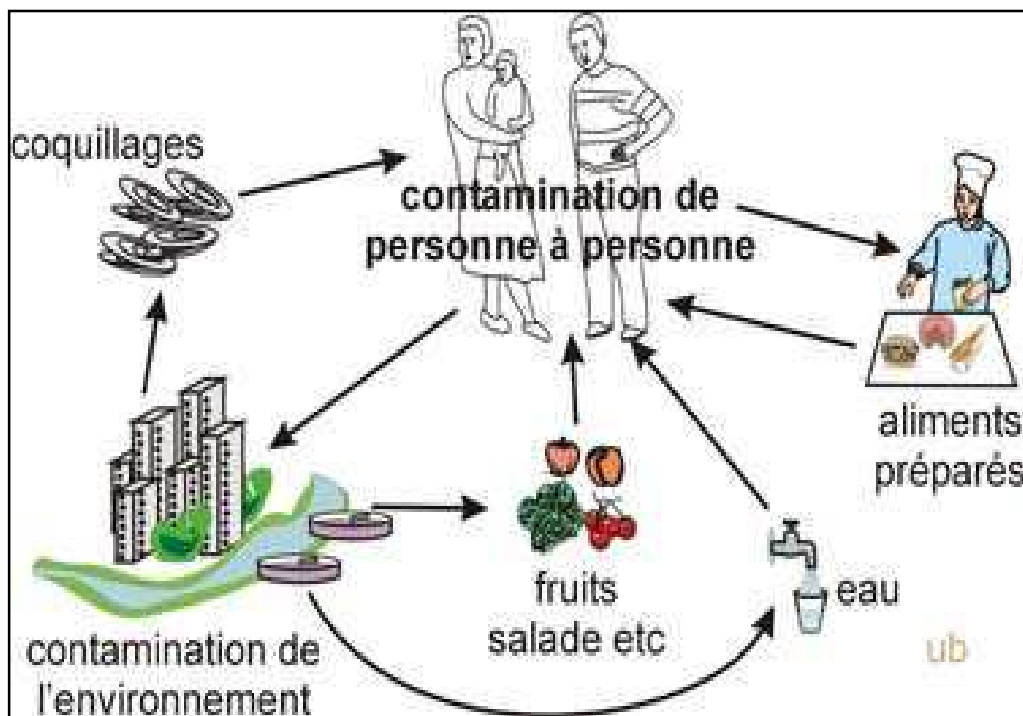 coquillages
contamination de
personne à personne
aliments
préparés
fruits
salade etc
eau
contamination de
l'environnement
ub